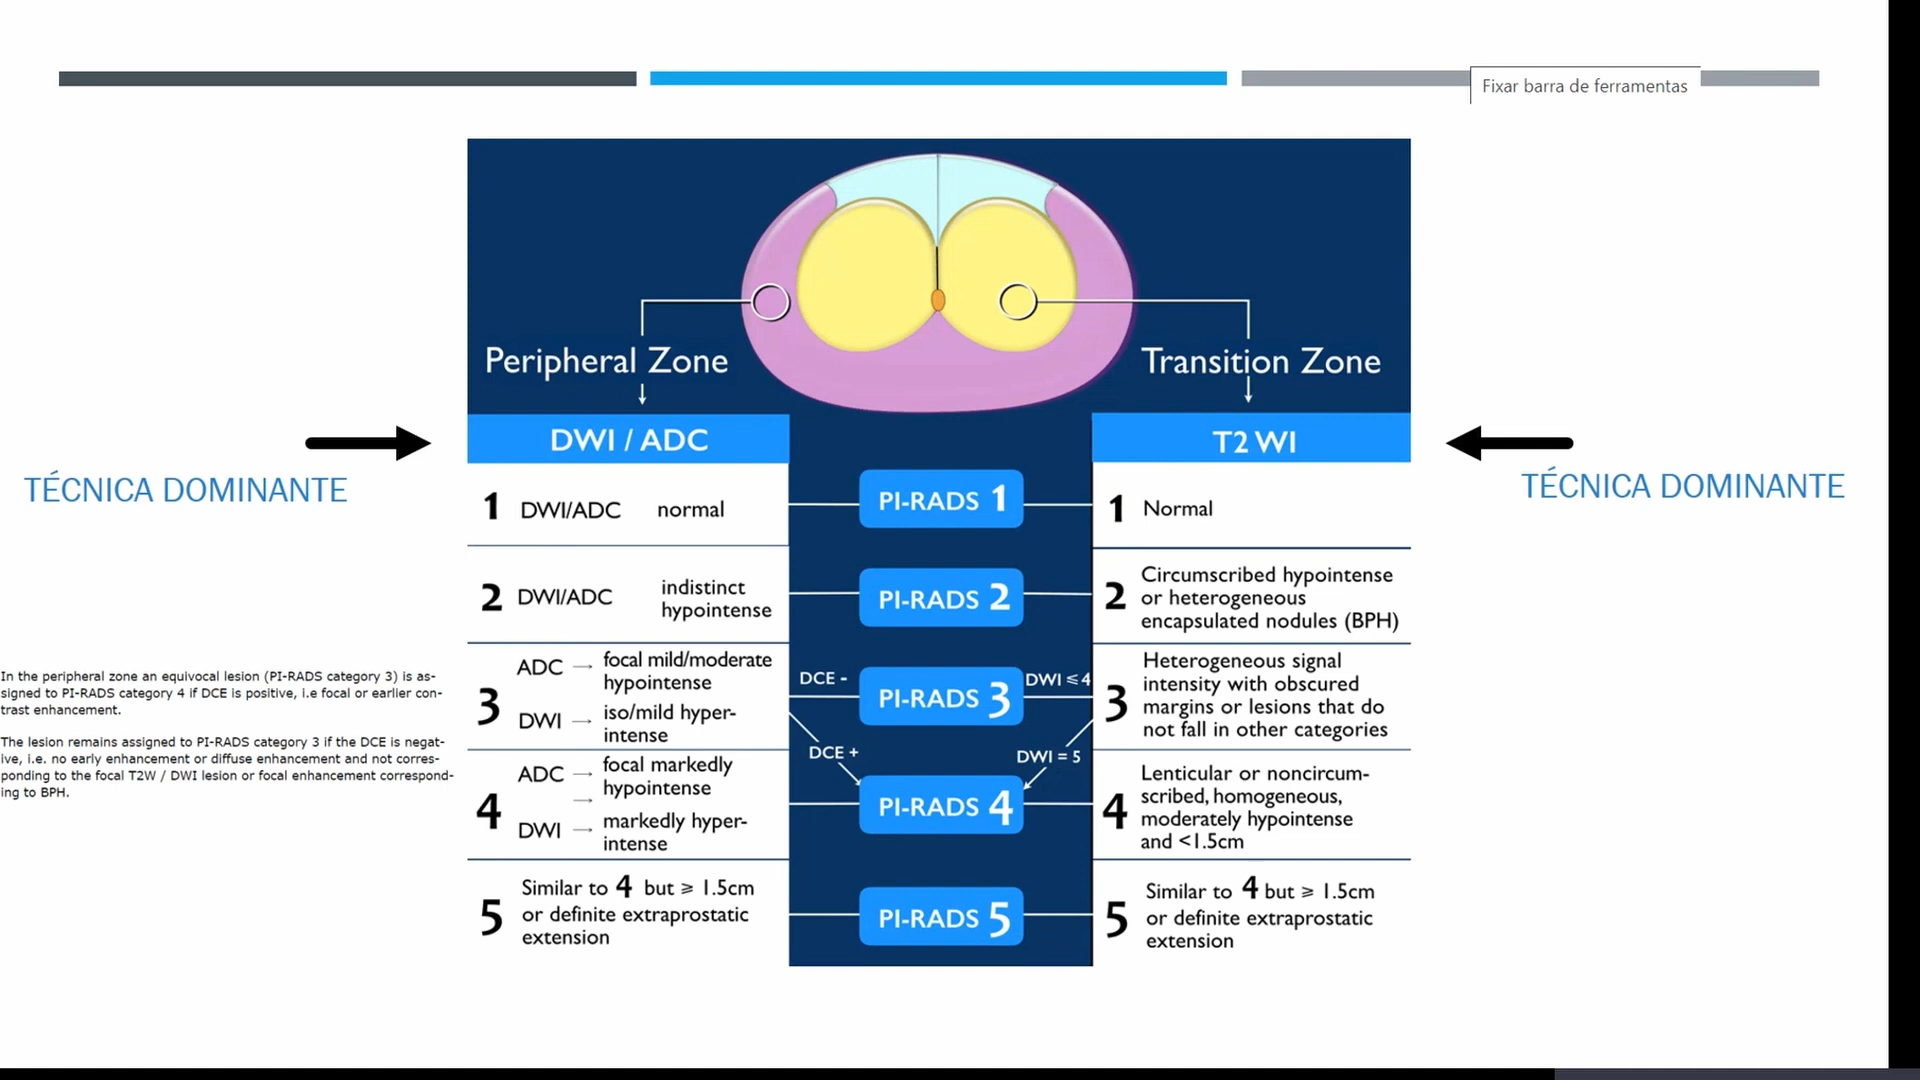 Fixar barra de ferramentas
Peripheral Zone
Transition Zone
DWI / ADC
T2 WI
TÉCNICA DOMINANTE
TÉCNICA DOMINANTE
1 DWI/ADC normal
PI-RADS 1
1 Normal
2 DWI/ADC indistinct
hypointense
PI-RADS 2
2 Circumscribed hypointense
or heterogeneous
encapsulated nodules (BPH)
3 ADC → focal mild/moderate
hypointense
DWI → iso/mild hyper-
intense
DCE -
PI-RADS 3
DWI ≤ 4
3 Heterogeneous signal
intensity with obscured
margins or lesions that do
not fall in other categories
DCE +
DWI = 5
4 ADC → focal markedly
hypointense
→
DWI → markedly hyper-
intense
PI-RADS 4
4 Lenticular or noncircum-
scribed, homogeneous,
moderately hypointense
and <1.5cm
5 Similar to 4 but ≥ 1.5cm
or definite extraprostatic
extension
PI-RADS 5
5 Similar to 4 but ≥ 1.5cm
or definite extraprostatic
extension
In the peripheral zone an equivocal lesion (PI-RADS category 3) is as-
signed to PI-RADS category 4 if DCE is positive, i.e focal or earlier con-
trast enhancement.
The lesion remains assigned to PI-RADS category 3 if the DCE is negat-
ive, i.e. no early enhancement or diffuse enhancement and not corres-
ponding to the focal T2W / DWI lesion or focal enhancement correspond-
ing to BPH.